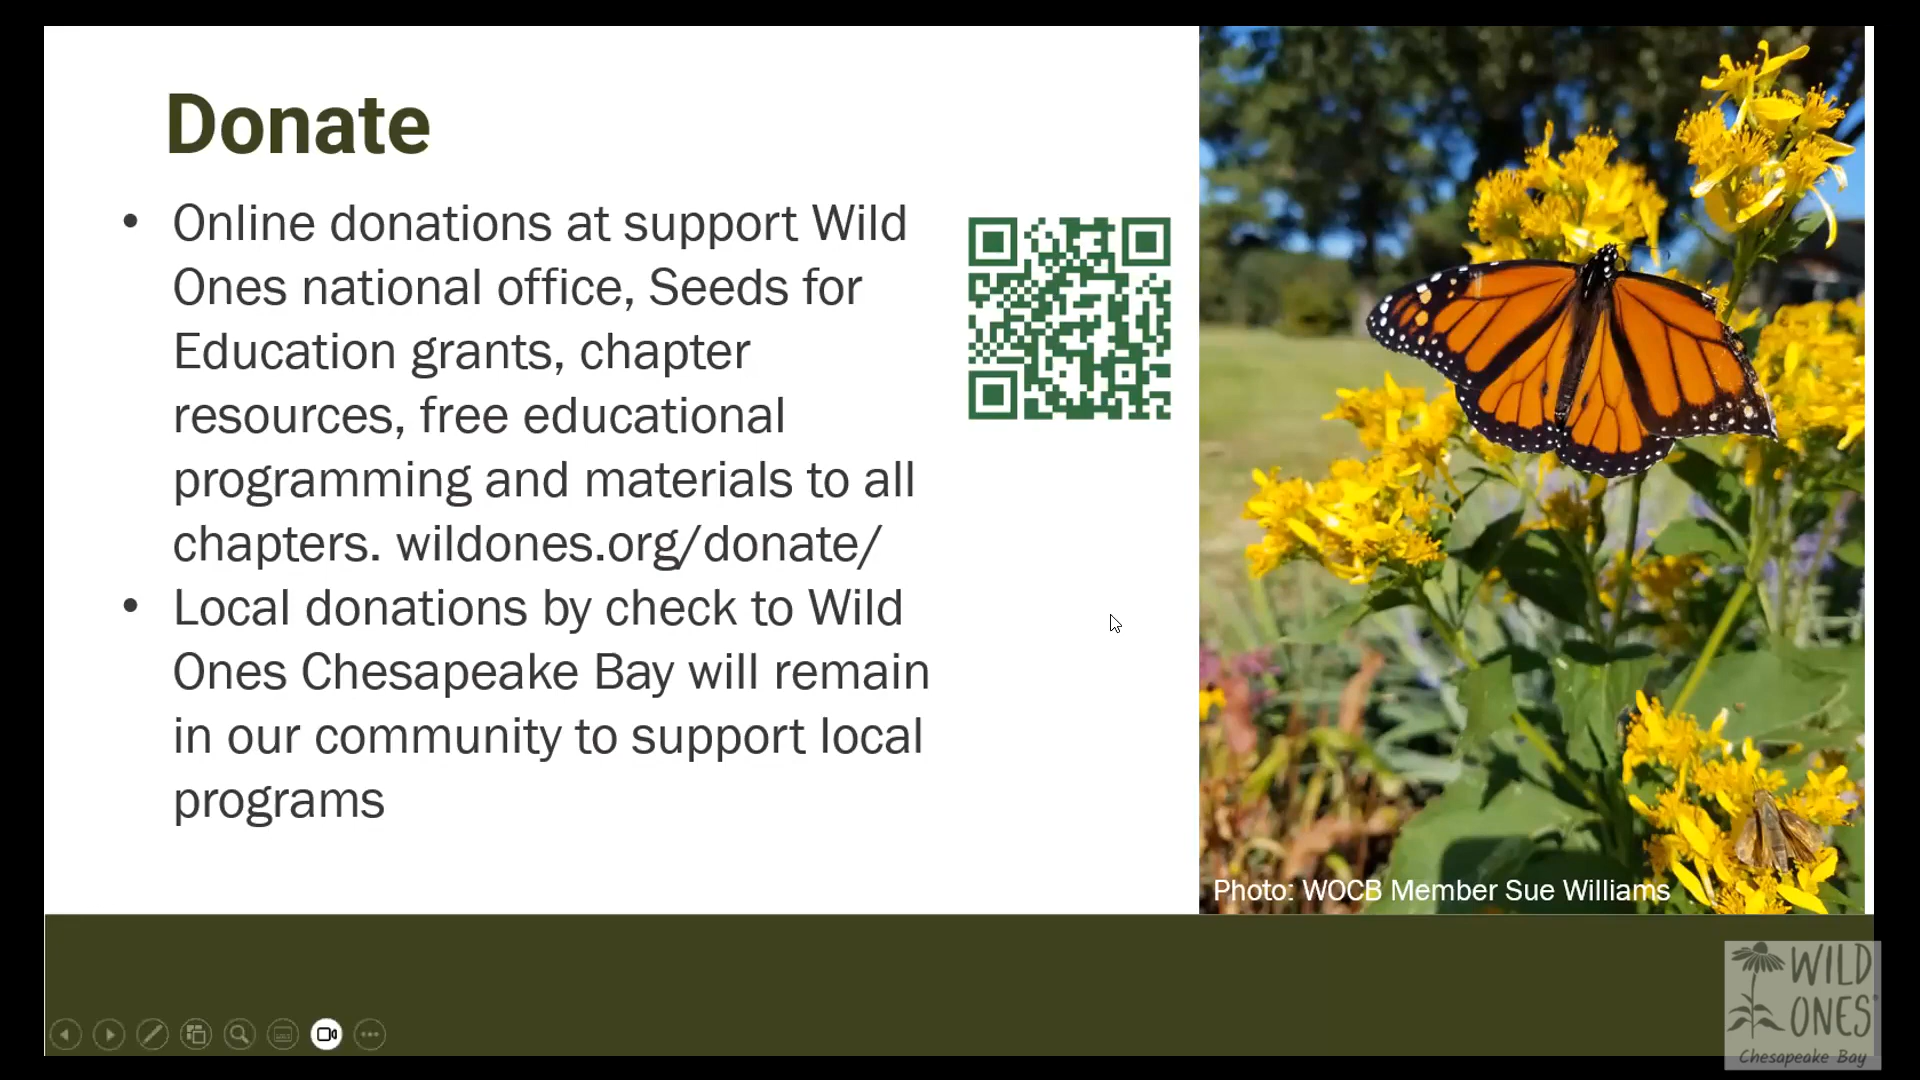 Donate
• Online donations at support Wild
Ones national office, Seeds for
Education grants, chapter
resources, free educational
programming and materials to all
chapters. wildones.org/donate/
• Local donations by check to Wild
Ones Chesapeake Bay will remain
in our community to support local
programs
Photo: WOCB Member Sue Williams
WILD
ONES®
Chesapeake Bay